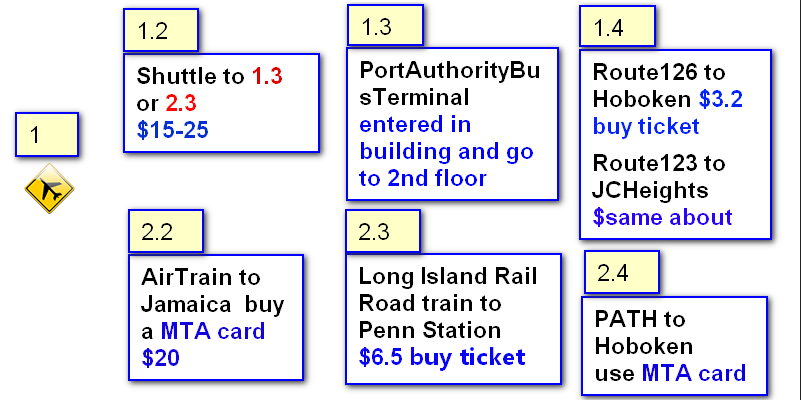 1
1.2
Shuttle to 1.3
or 2.3
$15-25
1.3
PortAuthorityBu
sTerminal
entered in
building and go
to 2nd floor
1.4
Route126 to
Hoboken $3.2
buy ticket
Route123 to
JCHeights
$same about
2.2
AirTrain to
Jamaica  buy
a MTA card
$20
2.3
Long Island Rail
Road train to
Penn Station
$6.5 buy ticket
2.4
PATH to
Hoboken
use MTA card